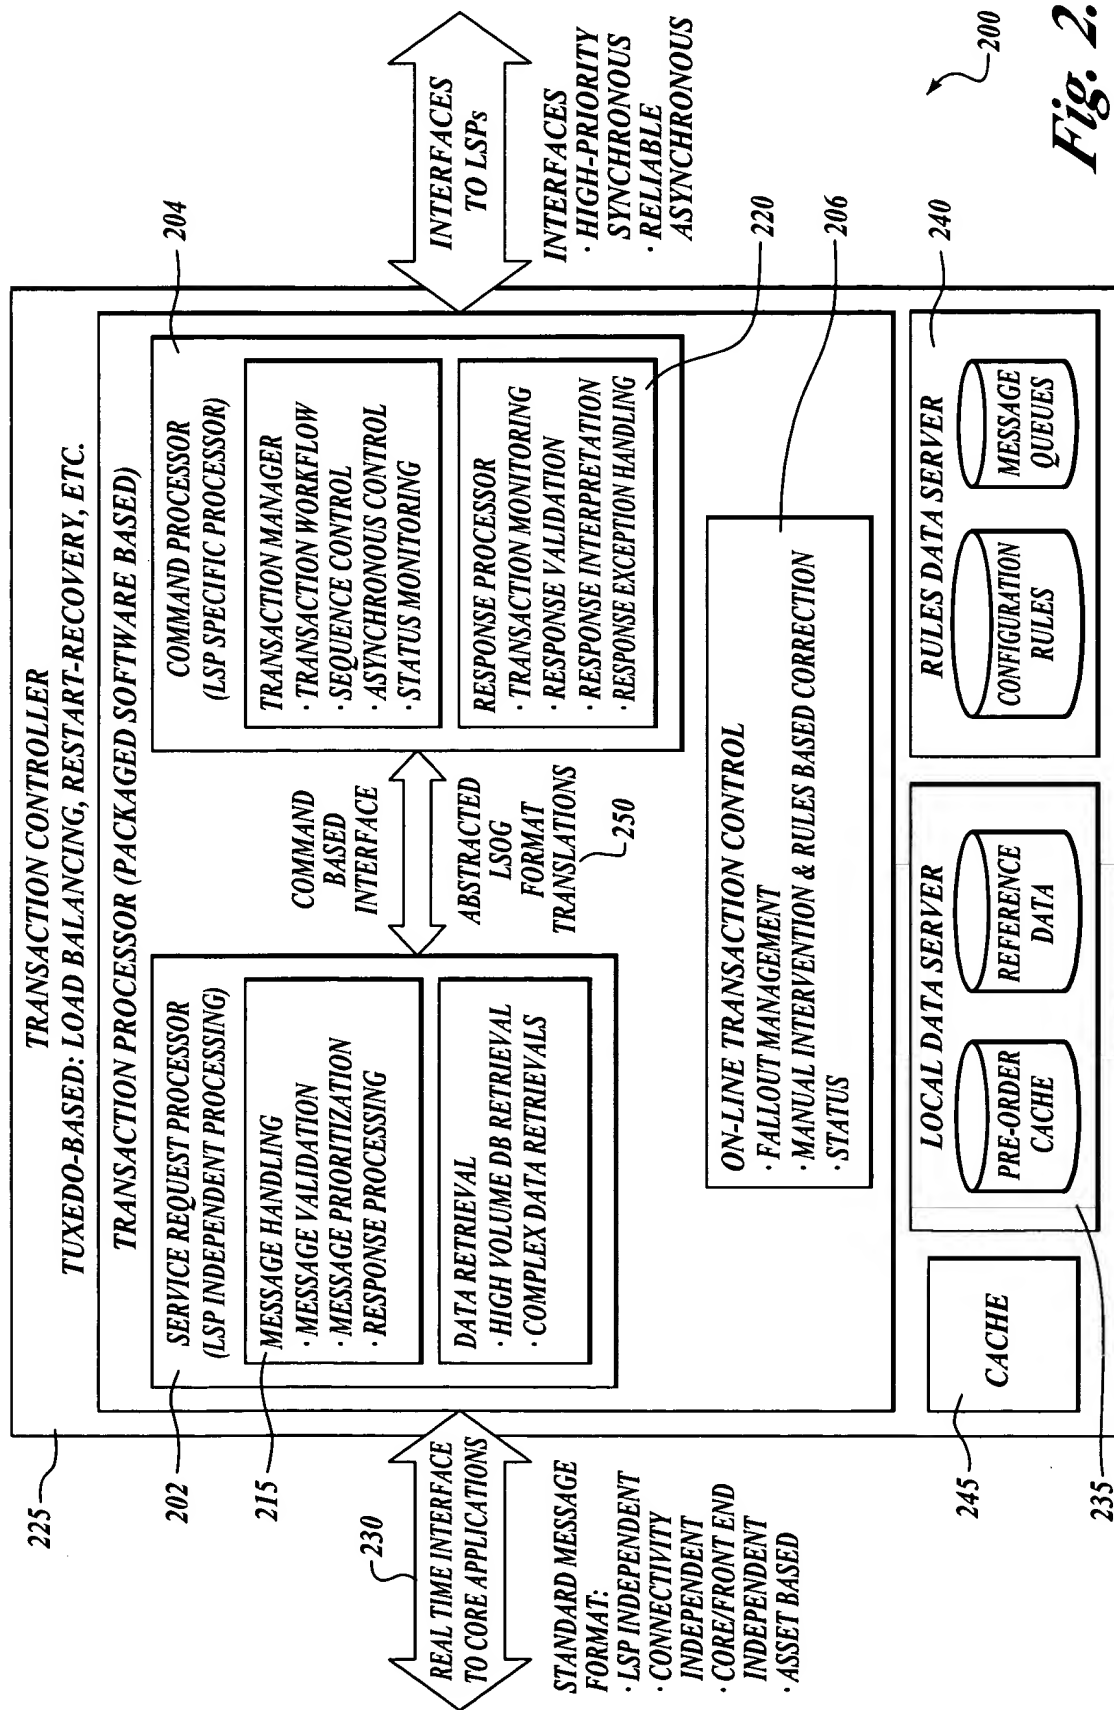 225
TRANSACTION CONTROLLER
TUXEDO-BASED: LOAD BALANCING, RESTART-RECOVERY, ETC.
TRANSACTION PROCESSOR (PACKAGED SOFTWARE BASED)
202
SERVICE REQUEST PROCESSOR
(LSP INDEPENDENT PROCESSING)
215
MESSAGE HANDLING
· MESSAGE VALIDATION
· MESSAGE PRIORITIZATION
· RESPONSE PROCESSING
DATA RETRIEVAL
· HIGH VOLUME DB RETRIEVAL
· COMPLEX DATA RETRIEVALS
COMMAND
BASED
INTERFACE
ABSTRACTED
LSOG
FORMAT
TRANSLATIONS
250
204
COMMAND PROCESSOR
(LSP SPECIFIC PROCESSOR)
TRANSACTION MANAGER
· TRANSACTION WORKFLOW
· SEQUENCE CONTROL
· ASYNCHRONOUS CONTROL
· STATUS MONITORING
RESPONSE PROCESSOR
· TRANSACTION MONITORING
· RESPONSE VALIDATION
· RESPONSE INTERPRETATION
· RESPONSE EXCEPTION HANDLING
220
230
REAL TIME INTERFACE
TO CORE APPLICATIONS
STANDARD MESSAGE
FORMAT:
· LSP INDEPENDENT
· CONNECTIVITY
INDEPENDENT
· CORE/FRONT END
INDEPENDENT
· ASSET BASED
INTERFACES
TO LSPs
INTERFACES
· HIGH-PRIORITY
SYNCHRONOUS
· RELIABLE
ASYNCHRONOUS
ON-LINE TRANSACTION CONTROL
· FALLOUT MANAGEMENT
· MANUAL INTERVENTION & RULES BASED CORRECTION
· STATUS
206
245
CACHE
LOCAL DATA SERVER
PRE-ORDER
CACHE
REFERENCE
DATA
235
RULES DATA SERVER
240
CONFIGURATION
RULES
MESSAGE
QUEUES
200
Fig. 2.